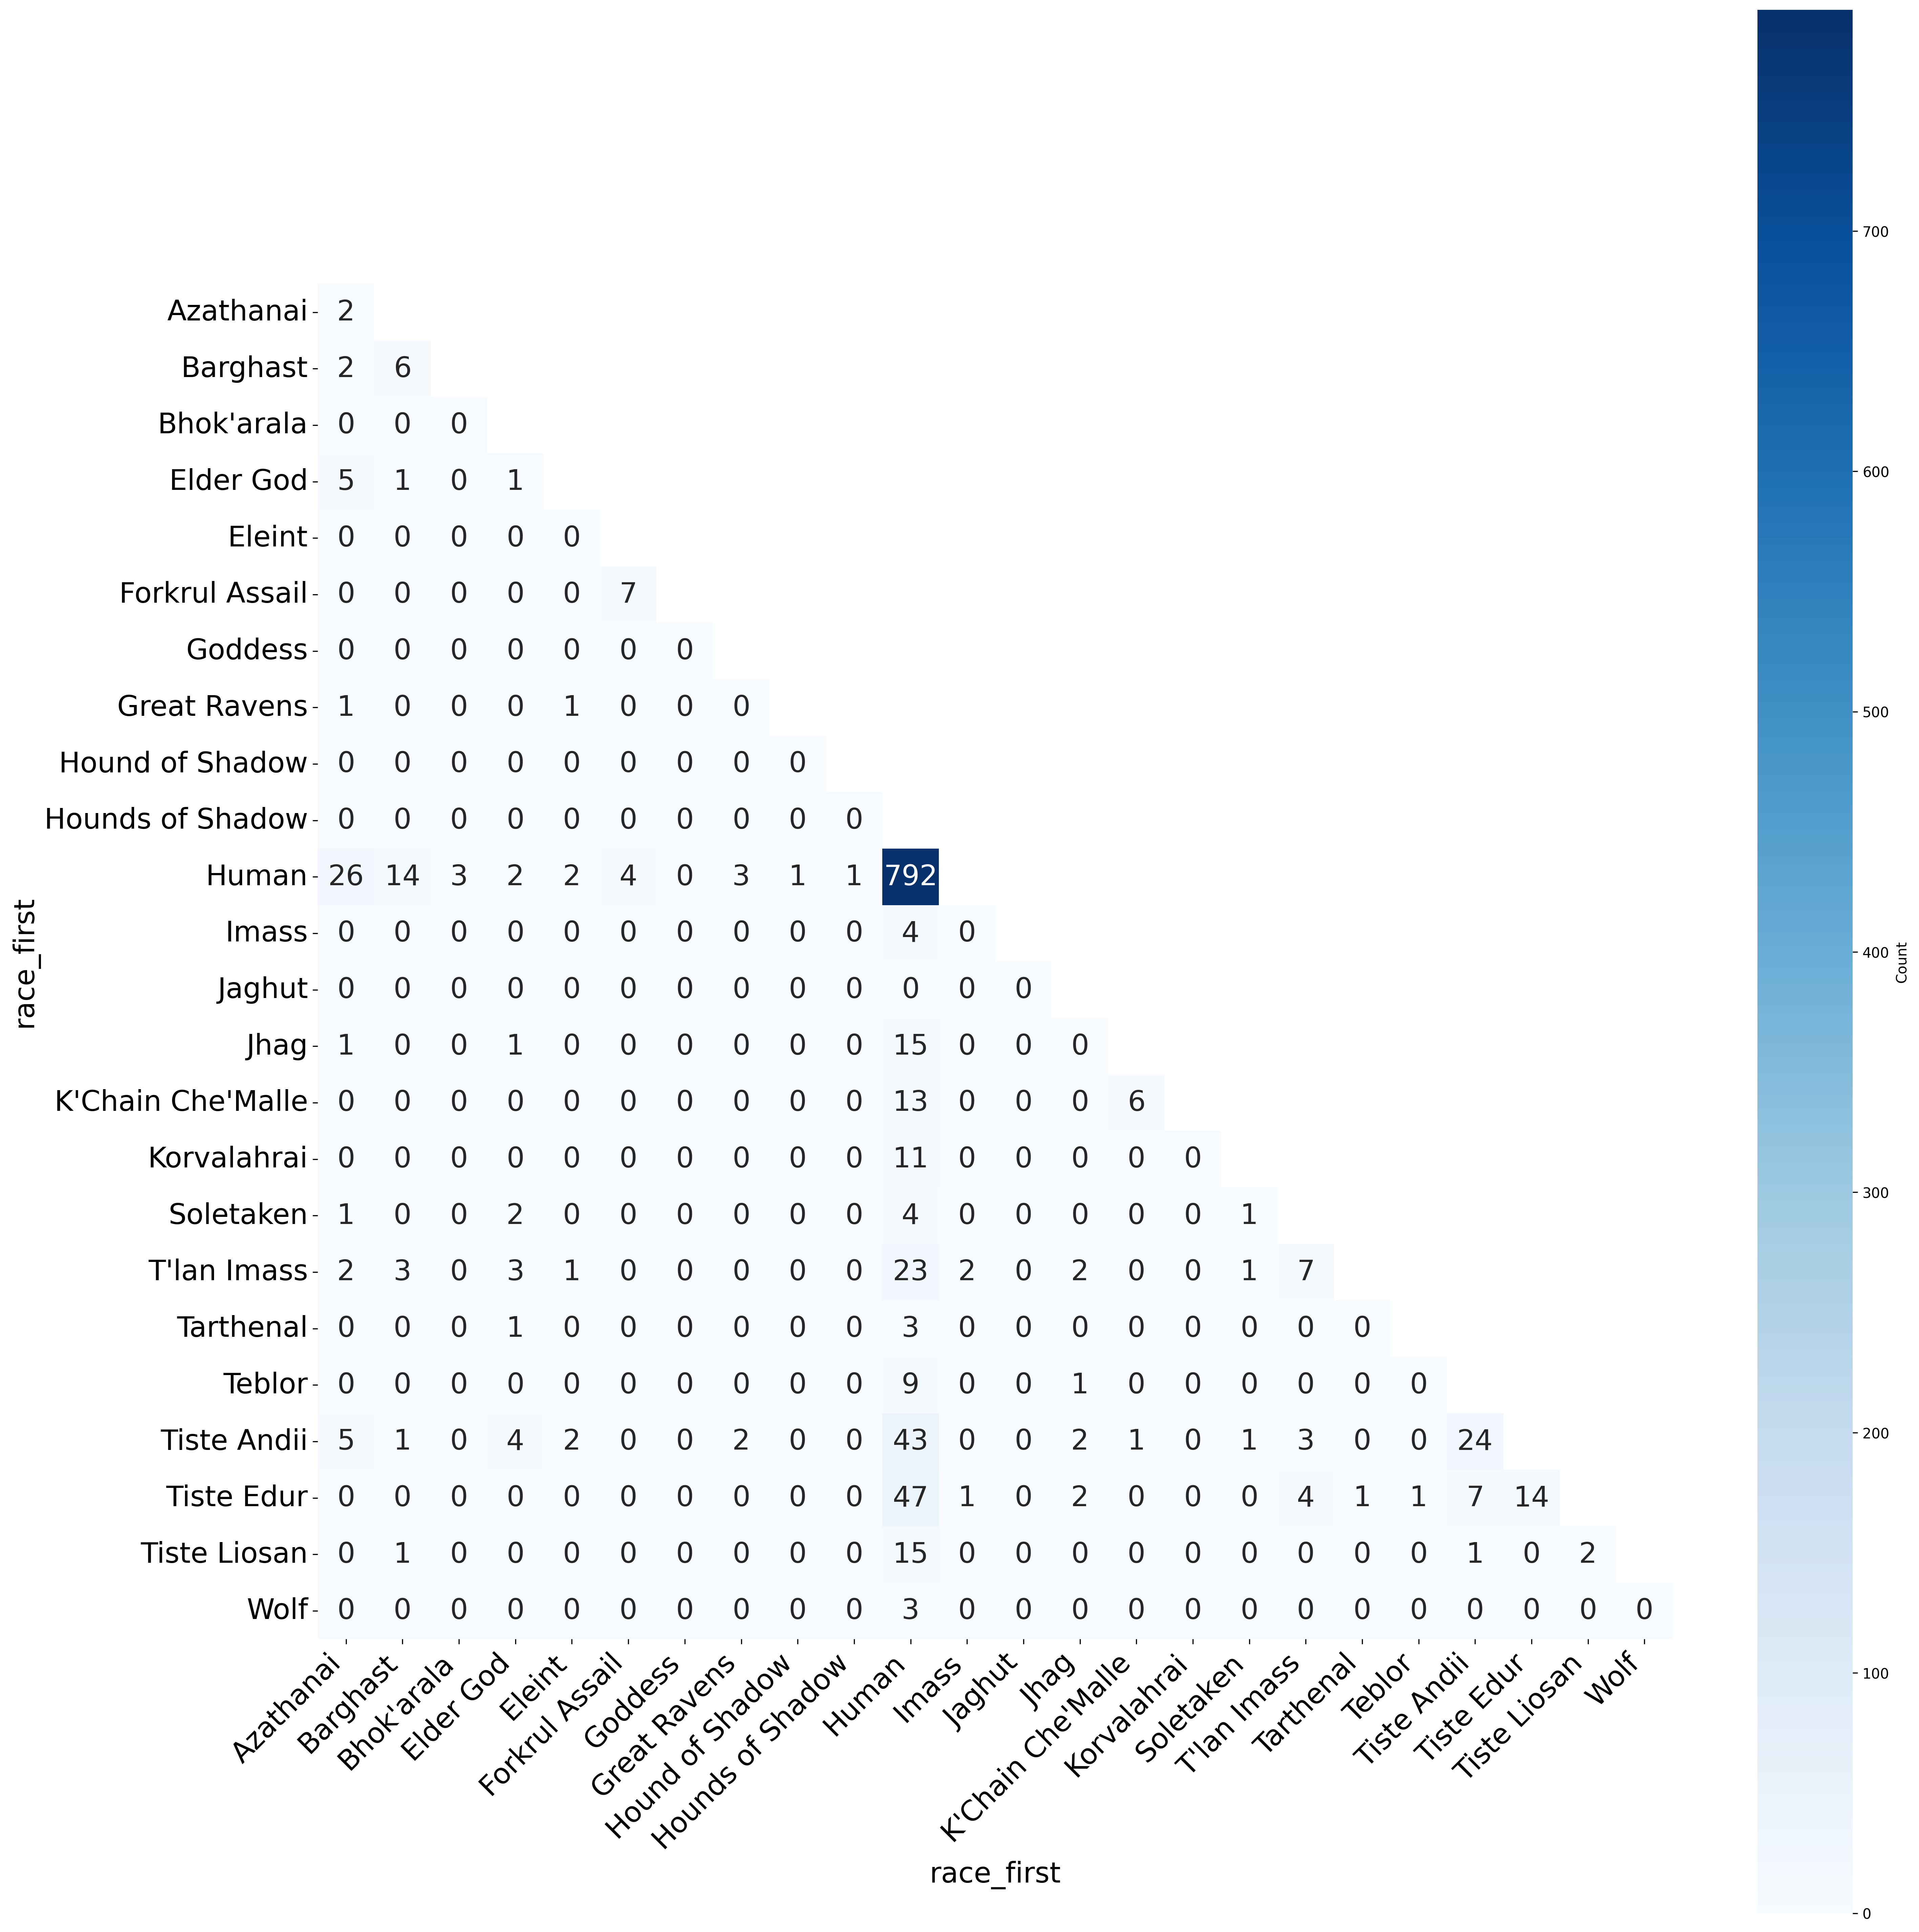 Azathanai 2
Barghast 2 6
Bhok'arala 0 0 0
Elder God 5 1 0 1
Eleint 0 0 0 0 0
Forkrul Assail 0 0 0 0 0 7
Goddess 0 0 0 0 0 0 0
Great Ravens 1 0 0 0 1 0 0 0
Hound of Shadow 0 0 0 0 0 0 0 0 0
Hounds of Shadow 0 0 0 0 0 0 0 0 0 0
Human 26 14 3 2 2 4 0 3 1 1 792
Imass 0 0 0 0 0 0 0 0 0 0 4 0
Jaghut 0 0 0 0 0 0 0 0 0 0 0 0 0
Jhag 1 0 0 1 0 0 0 0 0 0 15 0 0 0
K'Chain Che'Malle 0 0 0 0 0 0 0 0 0 0 13 0 0 0 6
Korvalahrai 0 0 0 0 0 0 0 0 0 0 11 0 0 0 0 0
Soletaken 1 0 0 2 0 0 0 0 0 0 4 0 0 0 0 0 1
T'lan Imass 2 3 0 3 1 0 0 0 0 0 23 2 0 2 0 0 1 7
Tarthenal 0 0 0 1 0 0 0 0 0 0 3 0 0 0 0 0 0 0 0
Teblor 0 0 0 0 0 0 0 0 0 0 9 0 0 1 0 0 0 0 0 0
Tiste Andii 5 1 0 4 2 0 0 2 0 0 43 0 0 2 1 0 1 3 0 0 24
Tiste Edur 0 0 0 0 0 0 0 0 0 0 47 1 0 2 0 0 0 4 1 1 7 14
Tiste Liosan 0 1 0 0 0 0 0 0 0 0 15 0 0 0 0 0 0 0 0 0 1 0 2
Wolf 0 0 0 0 0 0 0 0 0 0 3 0 0 0 0 0 0 0 0 0 0 0 0 0
race_first
Azathanai
Barghast
Bhok'arala
Elder God
Eleint
Forkrul Assail
Goddess
Great Ravens
Hound of Shadow
Hounds of Shadow
Human
Imass
Jaghut
Jhag
K'Chain Che'Malle
Korvalahrai
Soletaken
T'lan Imass
Tarthenal
Teblor
Tiste Andii
Tiste Edur
Tiste Liosan
Wolf
race_first
700
600
500
400
300
200
100
0
Count